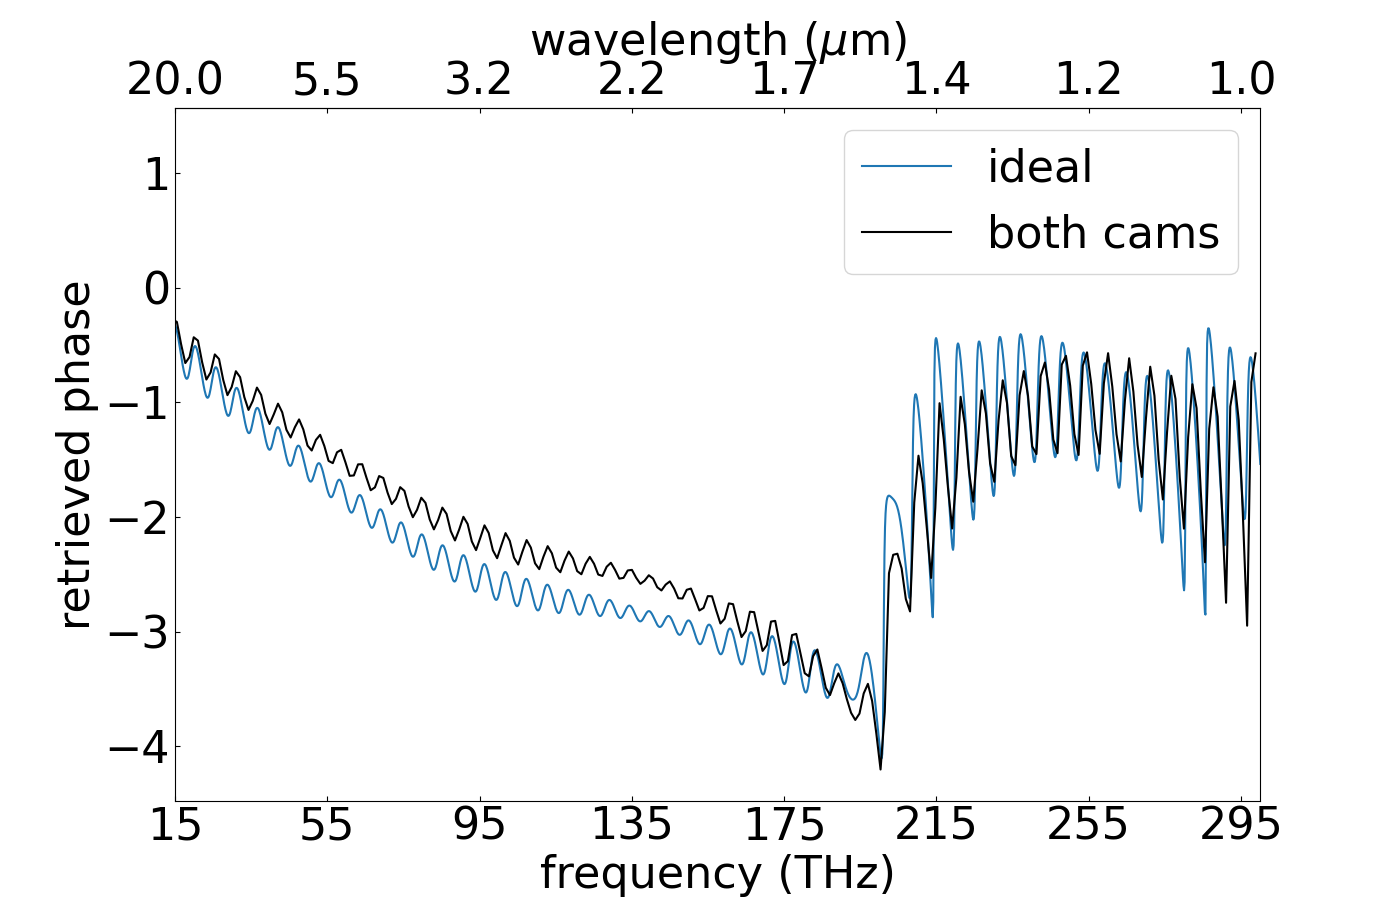 wavelength (μm)
20.0 5.5 3.2 2.2 1.7 1.4 1.2 1.0
ideal
both cams
retrieved phase
1
0
−1
−2
−3
−4
15 55 95 135 175 215 255 295
frequency (THz)